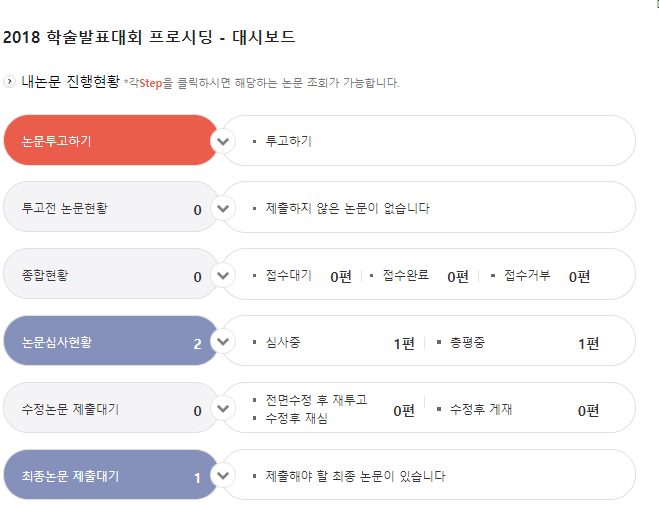 2018 학술발표대회 프로시딩 - 대시보드
내논문 진행현황 *각Step을 클릭하시면 해당하는 논문 조회가 가능합니다.
논문투고하기 투고하기
투고전 논문현황 0 제출하지 않은 논문이 없습니다
종합현황 0 접수대기 0편 접수완료 0편 접수거부 0편
논문심사현황 2 심사중 1편 총평중 1편
수정논문 제출대기 0 전면수정 후 재투고
수정후 재심 0편 수정후 게재 0편
최종논문 제출대기 1 제출해야 할 최종 논문이 있습니다